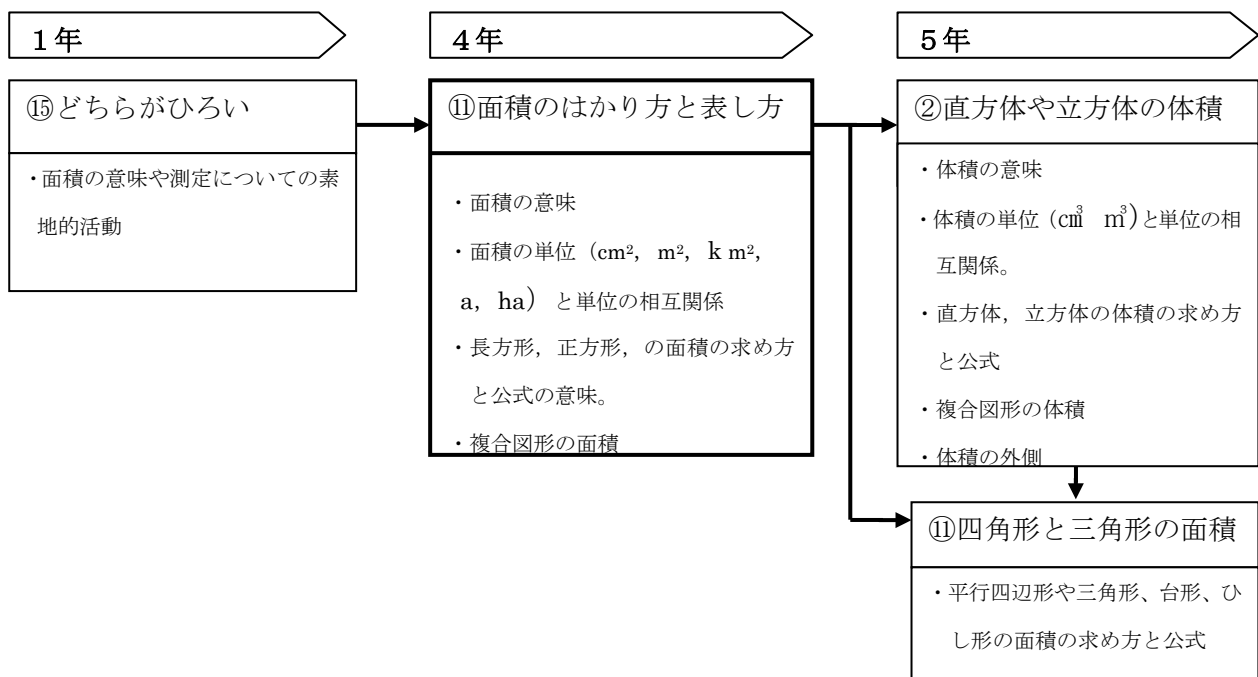 1年
⑮どちらがひろい
・面積の意味や測定についての素
地的活動
4年
⑪面積のはかり方と表し方
・面積の意味
・面積の単位（cm²，m²，ｋm²，
a，ha）と単位の相互関係
・長方形，正方形，の面積の求め方
と公式の意味。
・複合図形の面積
5年
②直方体や立方体の体積
・体積の意味
・体積の単位（cm³ m³）と単位の相
互関係。
・直方体，立方体の体積の求め方
と公式
・複合図形の体積
・体積の外側
⑪四角形と三角形の面積
・平行四辺形や三角形、台形、ひ
し形の面積の求め方と公式